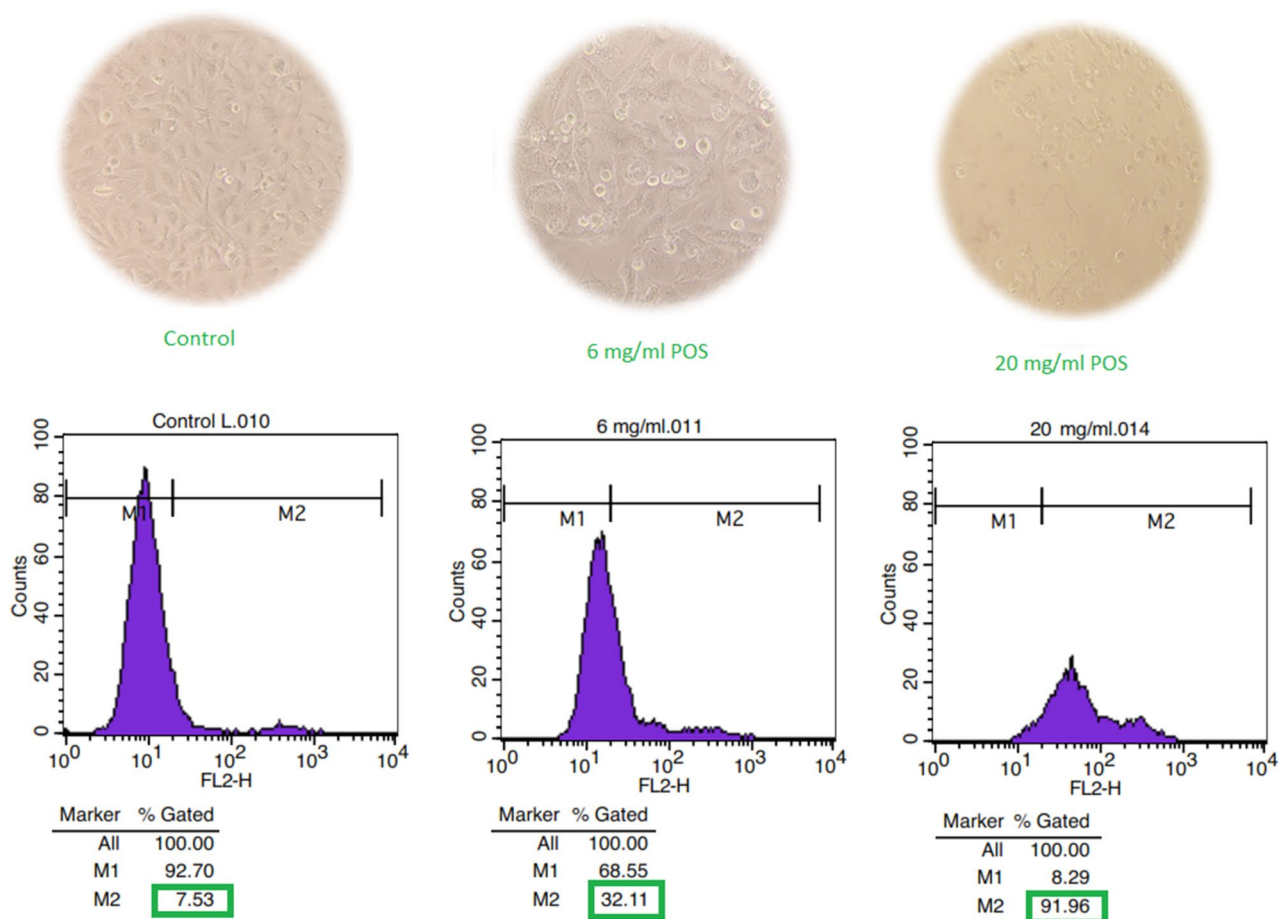 Control
6 mg/ml POS
20 mg/ml POS
Control L.010
100
80
60
40
20
0
Counts
M1
M2
10^0 10^1 10^2 10^3 10^4
FL2-H
Marker % Gated
All 100.00
M1 92.70
M2 7.53
6 mg/ml.011
100
80
60
40
20
0
Counts
M1
M2
10^0 10^1 10^2 10^3 10^4
FL2-H
Marker % Gated
All 100.00
M1 68.55
M2 32.11
20 mg/ml.014
100
80
60
40
20
0
Counts
M1
M2
10^0 10^1 10^2 10^3 10^4
FL2-H
Marker % Gated
All 100.00
M1 8.29
M2 91.96